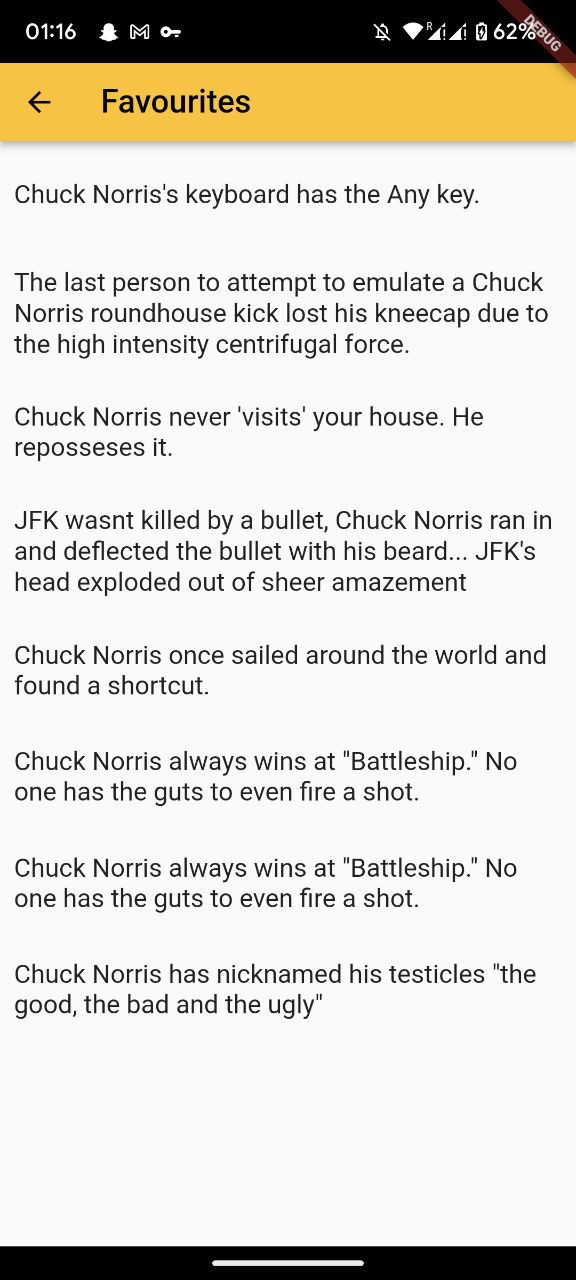 01:16
R
62%
DEBUG
Favourites
Chuck Norris's keyboard has the Any key.
The last person to attempt to emulate a Chuck
Norris roundhouse kick lost his kneecap due to
the high intensity centrifugal force.
Chuck Norris never 'visits' your house. He
reposseses it.
JFK wasnt killed by a bullet, Chuck Norris ran in
and deflected the bullet with his beard... JFK's
head exploded out of sheer amazement
Chuck Norris once sailed around the world and
found a shortcut.
Chuck Norris always wins at "Battleship." No
one has the guts to even fire a shot.
Chuck Norris always wins at "Battleship." No
one has the guts to even fire a shot.
Chuck Norris has nicknamed his testicles "the
good, the bad and the ugly"